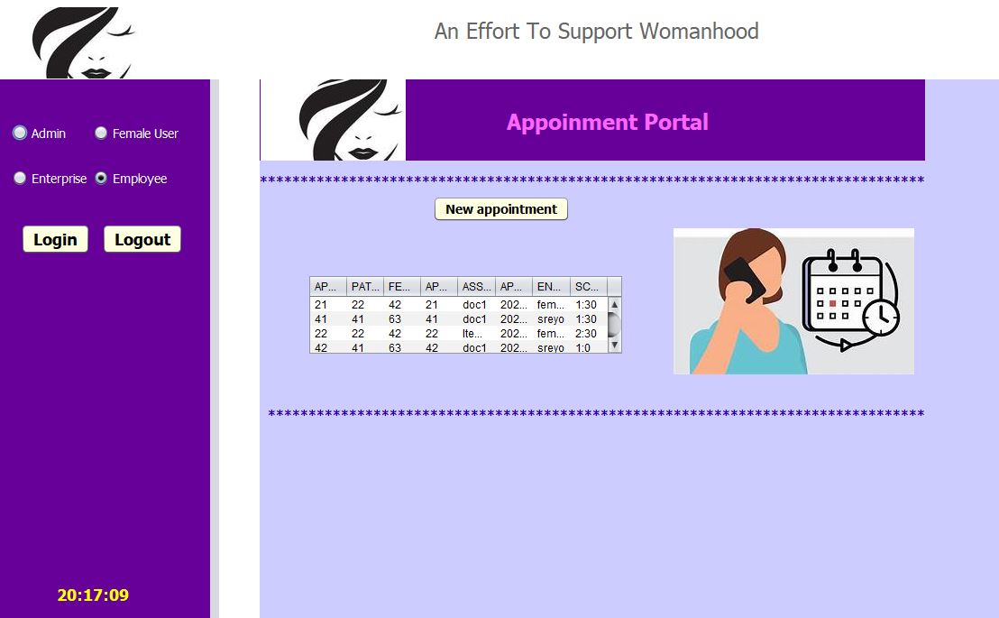 An Effort To Support Womanhood
Appoinment Portal
Admin Female User
Enterprise Employee
Login Logout
********************************************************************************
New appointment
AP... PAT... FE... AP... ASS... AP... EN... SC...
21 22 42 21 doc1 202... fem... 1:30
41 41 63 41 doc1 202... sreyo 1:30
22 22 42 22 lte... fem... 2:30
42 41 63 42 doc1 202... sreyo 1:0
*******************************************************************************
20:17:09